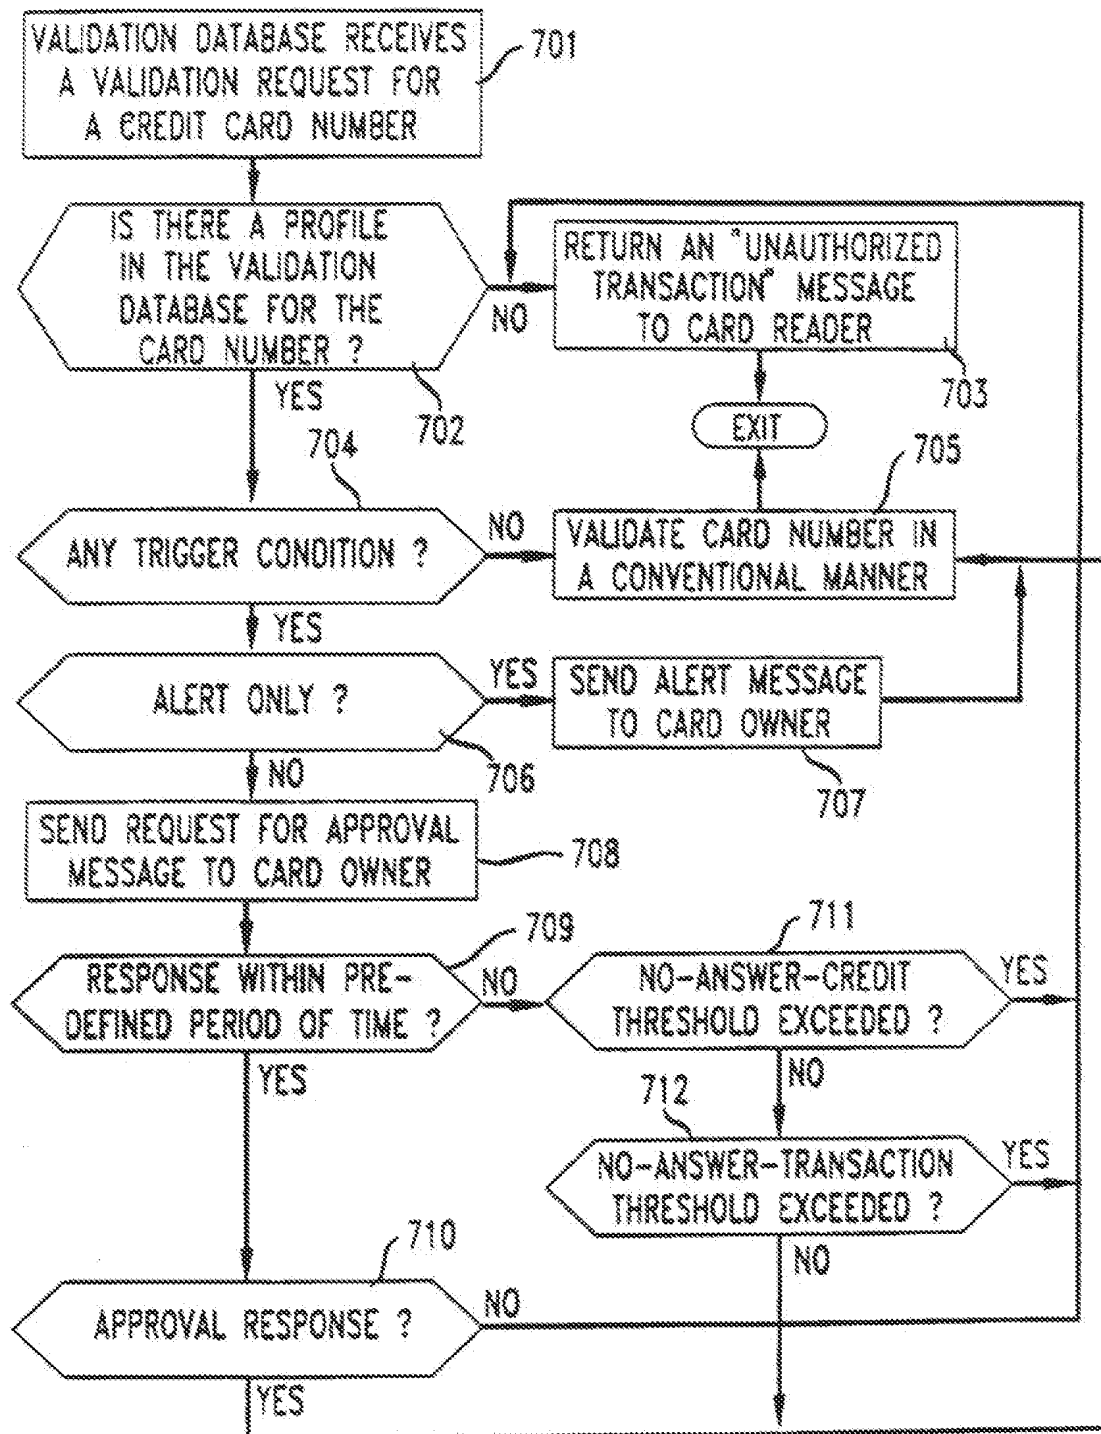 VALIDATION DATABASE RECEIVES
A VALIDATION REQUEST FOR
A CREDIT CARD NUMBER
701
IS THERE A PROFILE
IN THE VALIDATION
DATABASE FOR THE
CARD NUMBER ?
702
NO
YES
RETURN AN "UNAUTHORIZED
TRANSACTION" MESSAGE
TO CARD READER
703
EXIT
704
ANY TRIGGER CONDITION ?
NO
YES
705
VALIDATE CARD NUMBER IN
A CONVENTIONAL MANNER
ALERT ONLY ?
706
YES
NO
SEND ALERT MESSAGE
TO CARD OWNER
707
SEND REQUEST FOR APPROVAL
MESSAGE TO CARD OWNER
708
709
RESPONSE WITHIN PRE-
DEFINED PERIOD OF TIME ?
NO
YES
711
NO-ANSWER-CREDIT
THRESHOLD EXCEEDED ?
YES
NO
712
NO-ANSWER-TRANSACTION
THRESHOLD EXCEEDED ?
YES
NO
710
APPROVAL RESPONSE ?
NO
YES